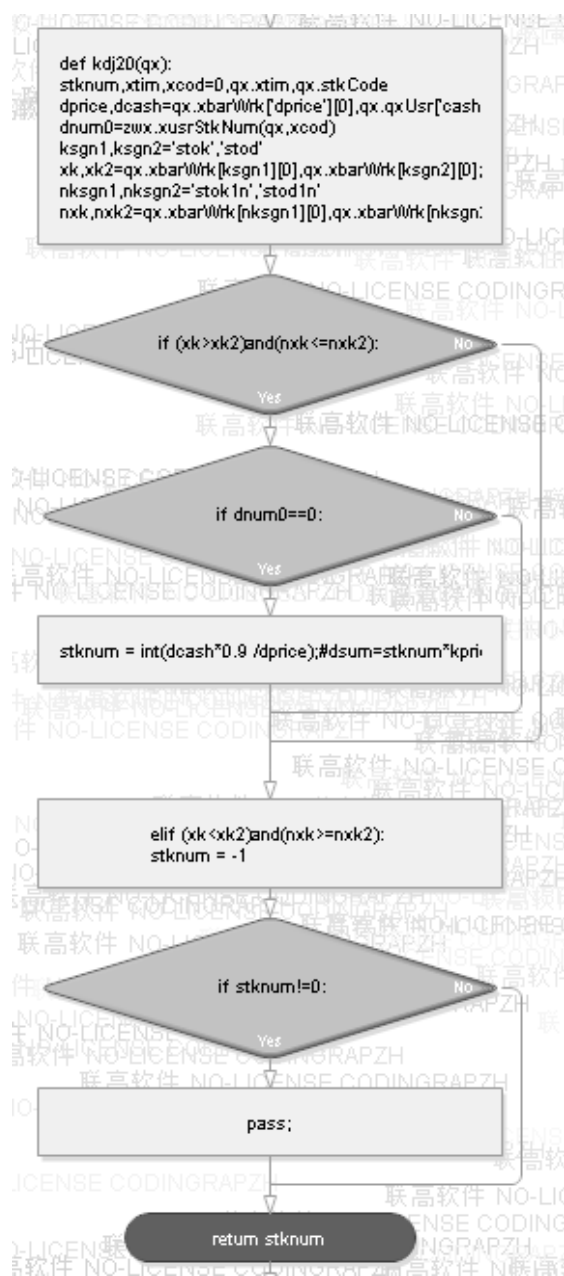 def kdj20(qx):
stknum,xtim,xcod=0,qx.xtim,qx.stkCode
dprice,dcash=qx.xbarWrk['dprice'][0],qx.qxUsr['cash
dnum0=zwx.xusrStkNum(qx,xcod)
ksgn1,ksgn2='stok','stod'
xk,xk2=qx.xbarWrk[ksgn1][0],qx.xbarWrk[ksgn2][0];
nksgn1,nksgn2='stok1n','stod1n'
nxk,nxk2=qx.xbarWrk[nksgn1][0],qx.xbarWrk[nksgn2
if (xk>xk2)and(nxk<=nxk2):
No
Yes
if dnum0==0:
No
Yes
stknum = int(dcash*0.9 /dprice);#dsum=stknum*kpri
elif (xk<xk2)and(nxk>=nxk2):
stknum = -1
if stknum!=0:
No
Yes
pass;
return stknum
联高软件 NO-LICENSE CODINGRAPZH